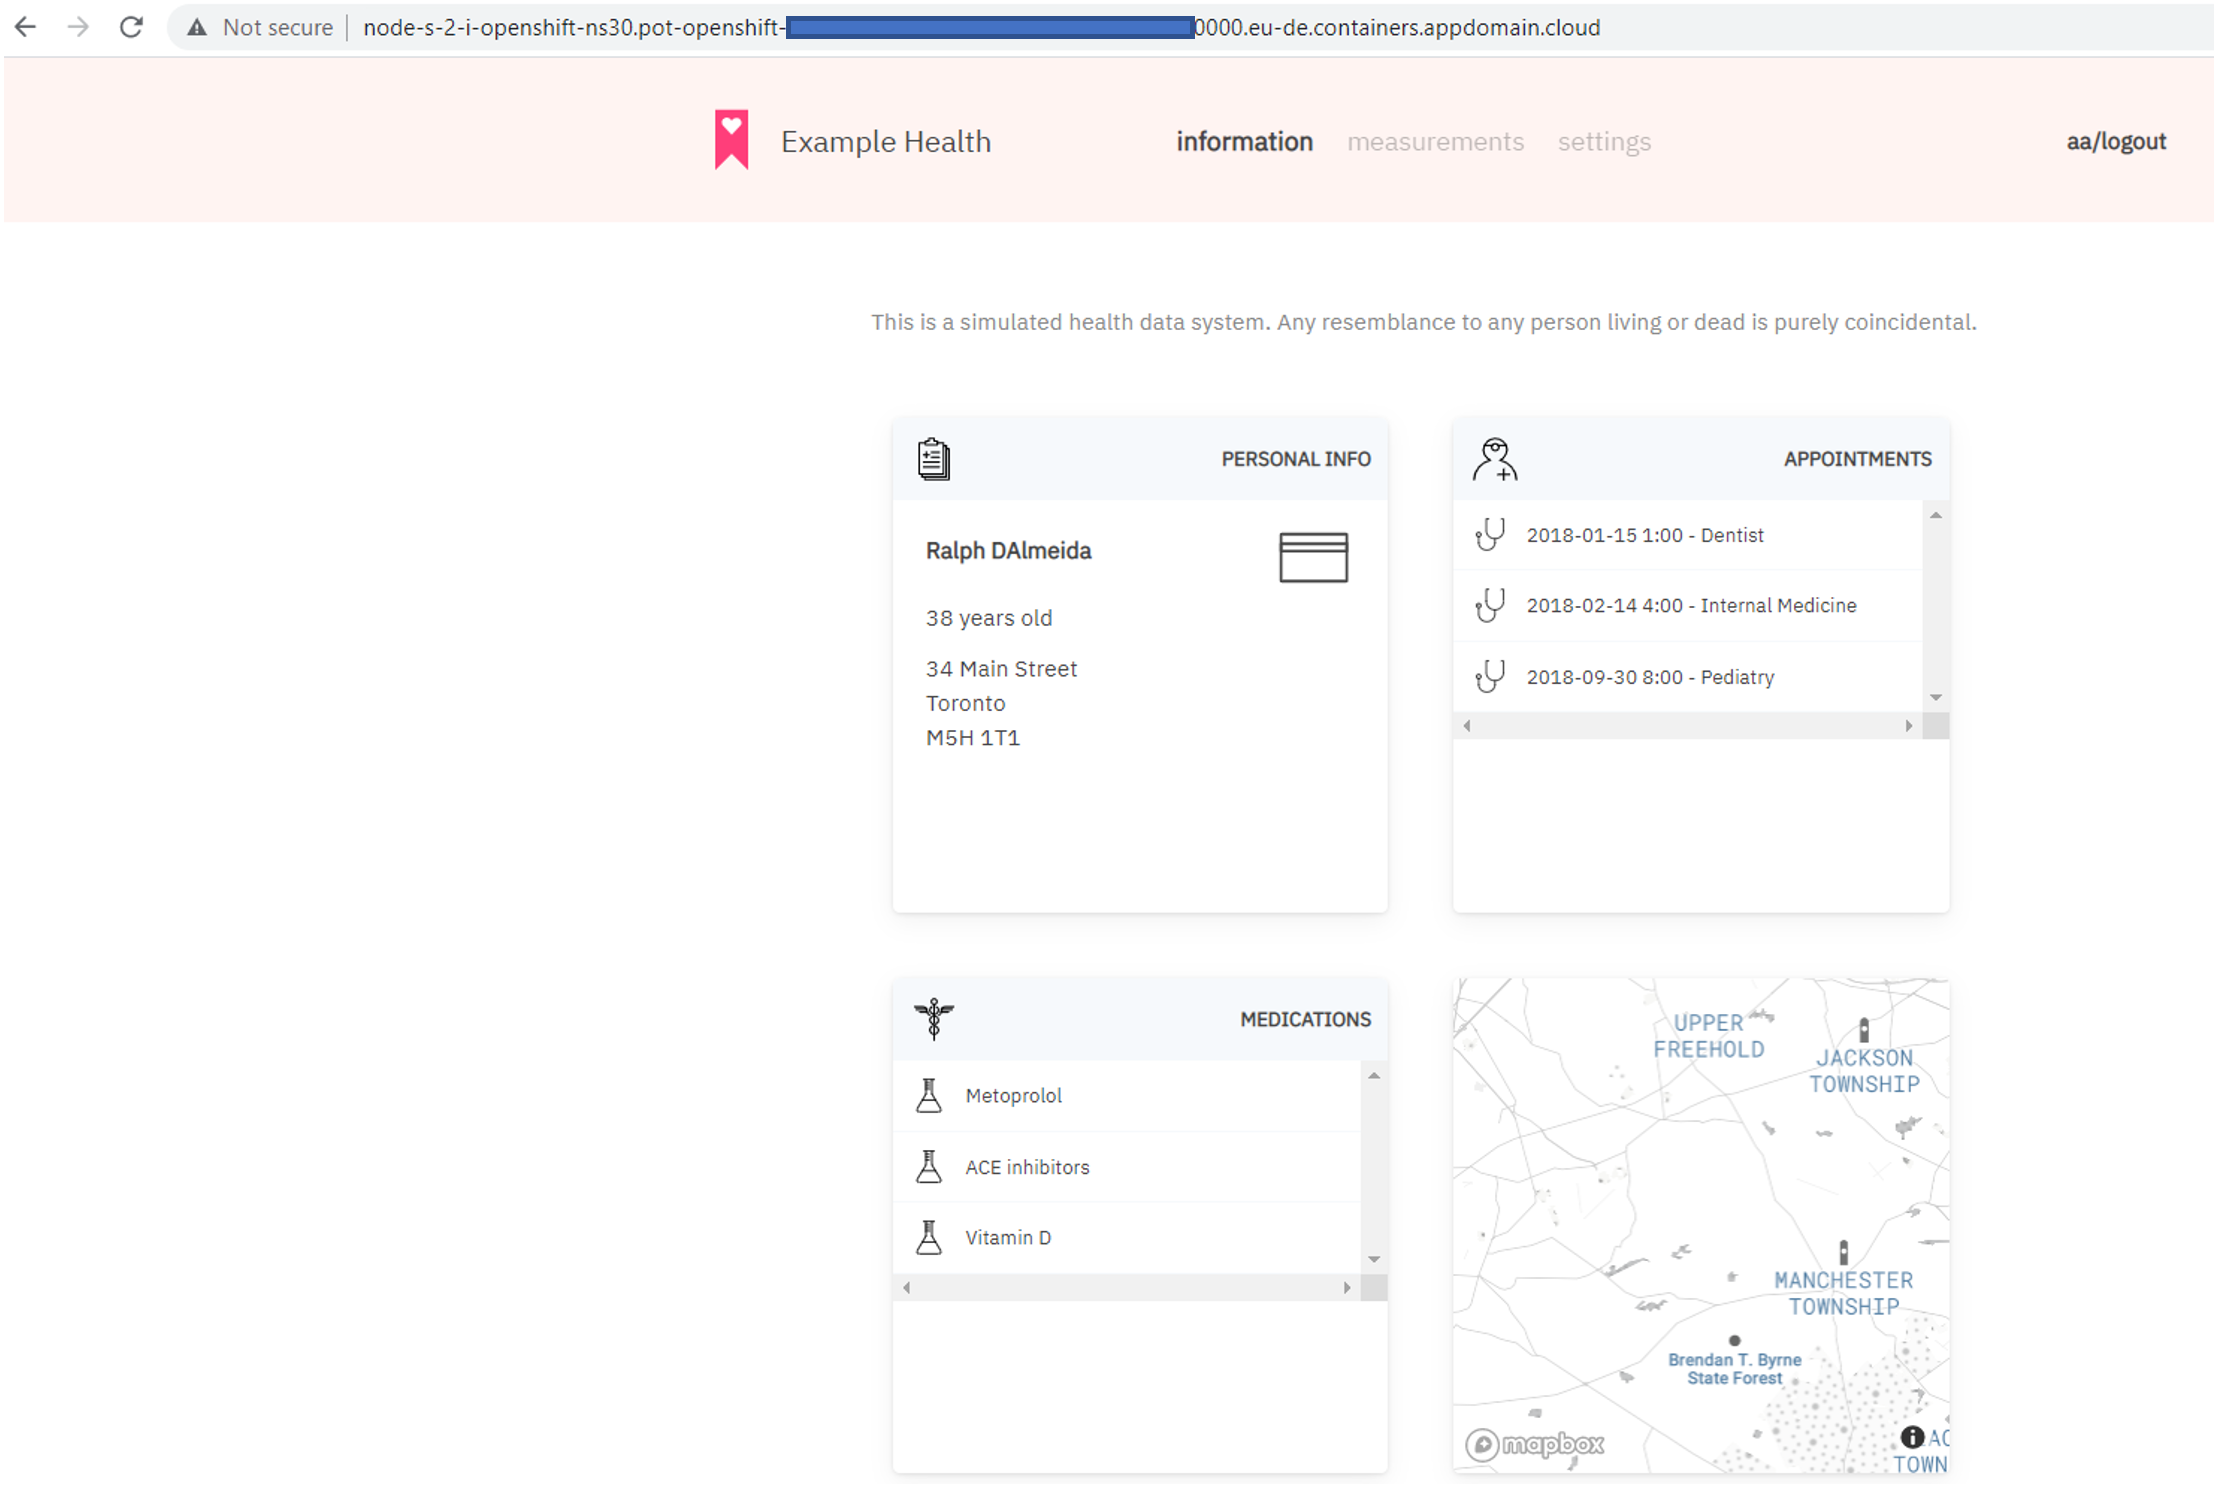 Not secure
node-s-2-i-openshift-ns30.pot-openshift-
0000.eu-de.containers.appdomain.cloud
Example Health
information
measurements
settings
aa/logout
This is a simulated health data system. Any resemblance to any person living or dead is purely coincidental.
PERSONAL INFO
Ralph DAlmeida
38 years old
34 Main Street
Toronto
M5H 1T1
APPOINTMENTS
2018-01-15 1:00 - Dentist
2018-02-14 4:00 - Internal Medicine
2018-09-30 8:00 - Pediatry
MEDICATIONS
Metoprolol
ACE inhibitors
Vitamin D
UPPER
FREEHOLD
JACKSON
TOWNSHIP
MANCHESTER
TOWNSHIP
Brendan T. Byrne
State Forest
mapbox